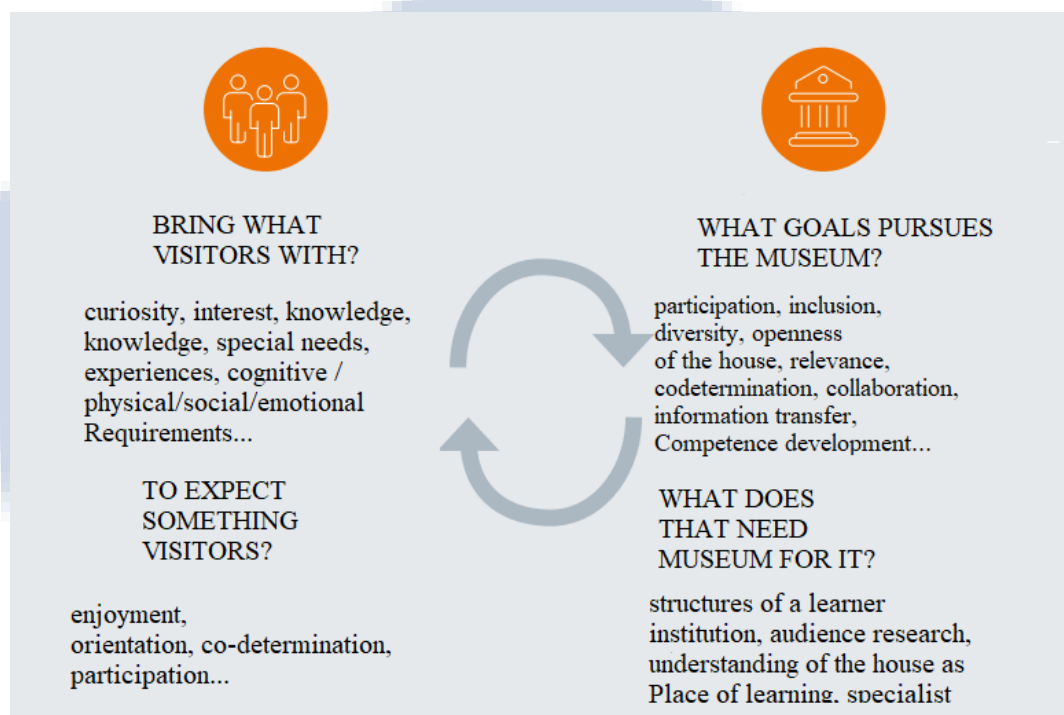 BRING WHAT
VISITORS WITH?
curiosity, interest, knowledge,
knowledge, special needs,
experiences, cognitive /
physical/social/emotional
Requirements...
TO EXPECT
SOMETHING
VISITORS?
enjoyment,
orientation, co-determination,
participation...
WHAT GOALS PURSUES
THE MUSEUM?
participation, inclusion,
diversity, openness
of the house, relevance,
codetermination, collaboration,
information transfer,
Competence development...
WHAT DOES
THAT NEED
MUSEUM FOR IT?
structures of a learner
institution, audience research,
understanding of the house as
Place of learning, specialist